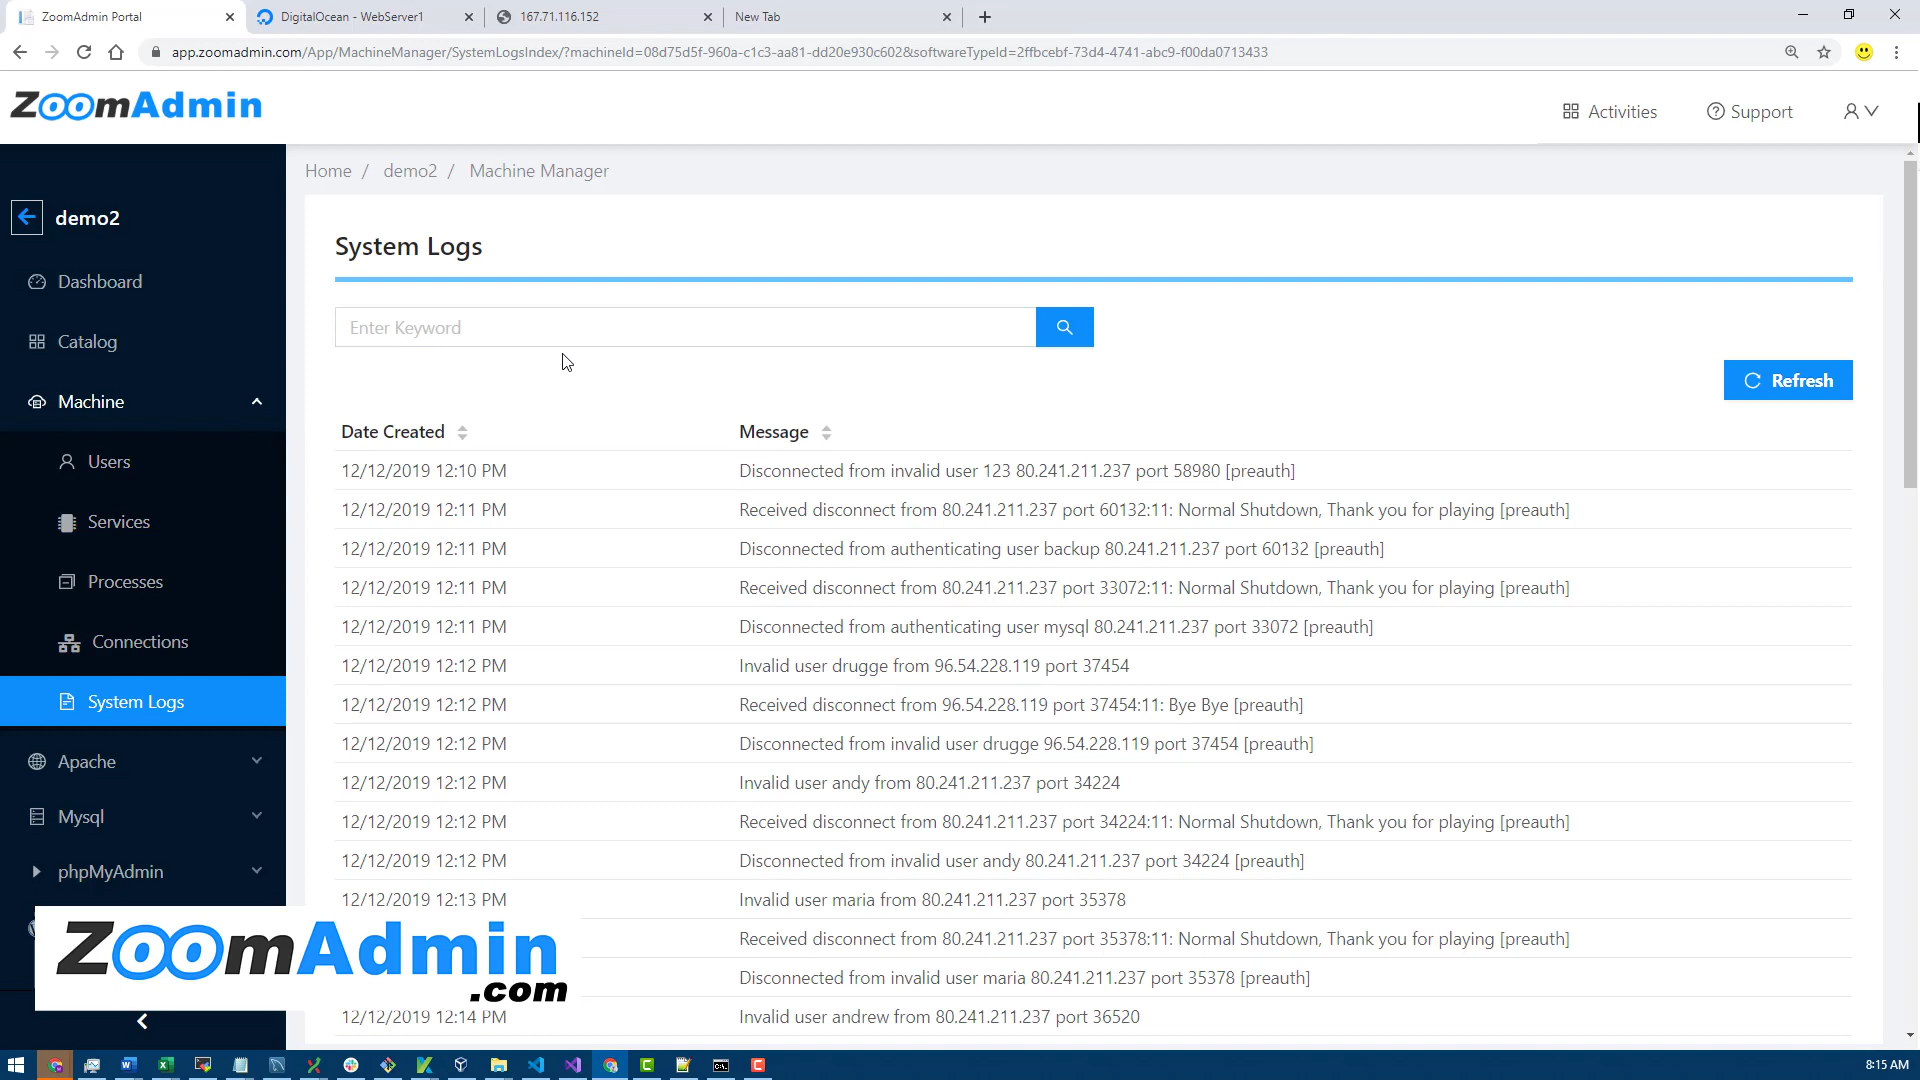 ZoomAdmin Portal
DigitalOcean - WebServer1
167.71.116.152
New Tab
app.zoomadmin.com/App/MachineManager/SystemLogsIndex/?machineId=08d75d5f-960a-c1c3-aa81-dd20e930c602&softwareTypeId=2ffbcebf-73d4-4741-abc9-f00da0713433
ZoomAdmin
Activities
Support
demo2
Dashboard
Catalog
Machine
Users
Services
Processes
Connections
System Logs
Apache
Mysql
phpMyAdmin
Home / demo2 / Machine Manager
System Logs
Enter Keyword
Refresh
Date Created Message
12/12/2019 12:10 PM Disconnected from invalid user 123 80.241.211.237 port 58980 [preauth]
12/12/2019 12:11 PM Received disconnect from 80.241.211.237 port 60132:11: Normal Shutdown, Thank you for playing [preauth]
12/12/2019 12:11 PM Disconnected from authenticating user backup 80.241.211.237 port 60132 [preauth]
12/12/2019 12:11 PM Received disconnect from 80.241.211.237 port 33072:11: Normal Shutdown, Thank you for playing [preauth]
12/12/2019 12:11 PM Disconnected from authenticating user mysql 80.241.211.237 port 33072 [preauth]
12/12/2019 12:12 PM Invalid user drugge from 96.54.228.119 port 37454
12/12/2019 12:12 PM Received disconnect from 96.54.228.119 port 37454:11: Bye Bye [preauth]
12/12/2019 12:12 PM Disconnected from invalid user drugge 96.54.228.119 port 37454 [preauth]
12/12/2019 12:12 PM Invalid user andy from 80.241.211.237 port 34224
12/12/2019 12:12 PM Received disconnect from 80.241.211.237 port 34224:11: Normal Shutdown, Thank you for playing [preauth]
12/12/2019 12:12 PM Disconnected from invalid user andy 80.241.211.237 port 34224 [preauth]
12/12/2019 12:13 PM Invalid user maria from 80.241.211.237 port 35378
Received disconnect from 80.241.211.237 port 35378:11: Normal Shutdown, Thank you for playing [preauth]
Disconnected from invalid user maria 80.241.211.237 port 35378 [preauth]
12/12/2019 12:14 PM Invalid user andrew from 80.241.211.237 port 36520
ZoomAdmin
.com
8:15 AM